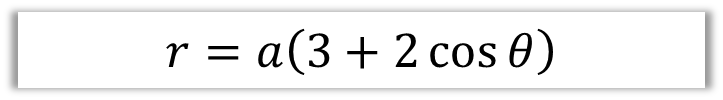 𝑟 = 𝑎(3 + 2 cos 𝜃)